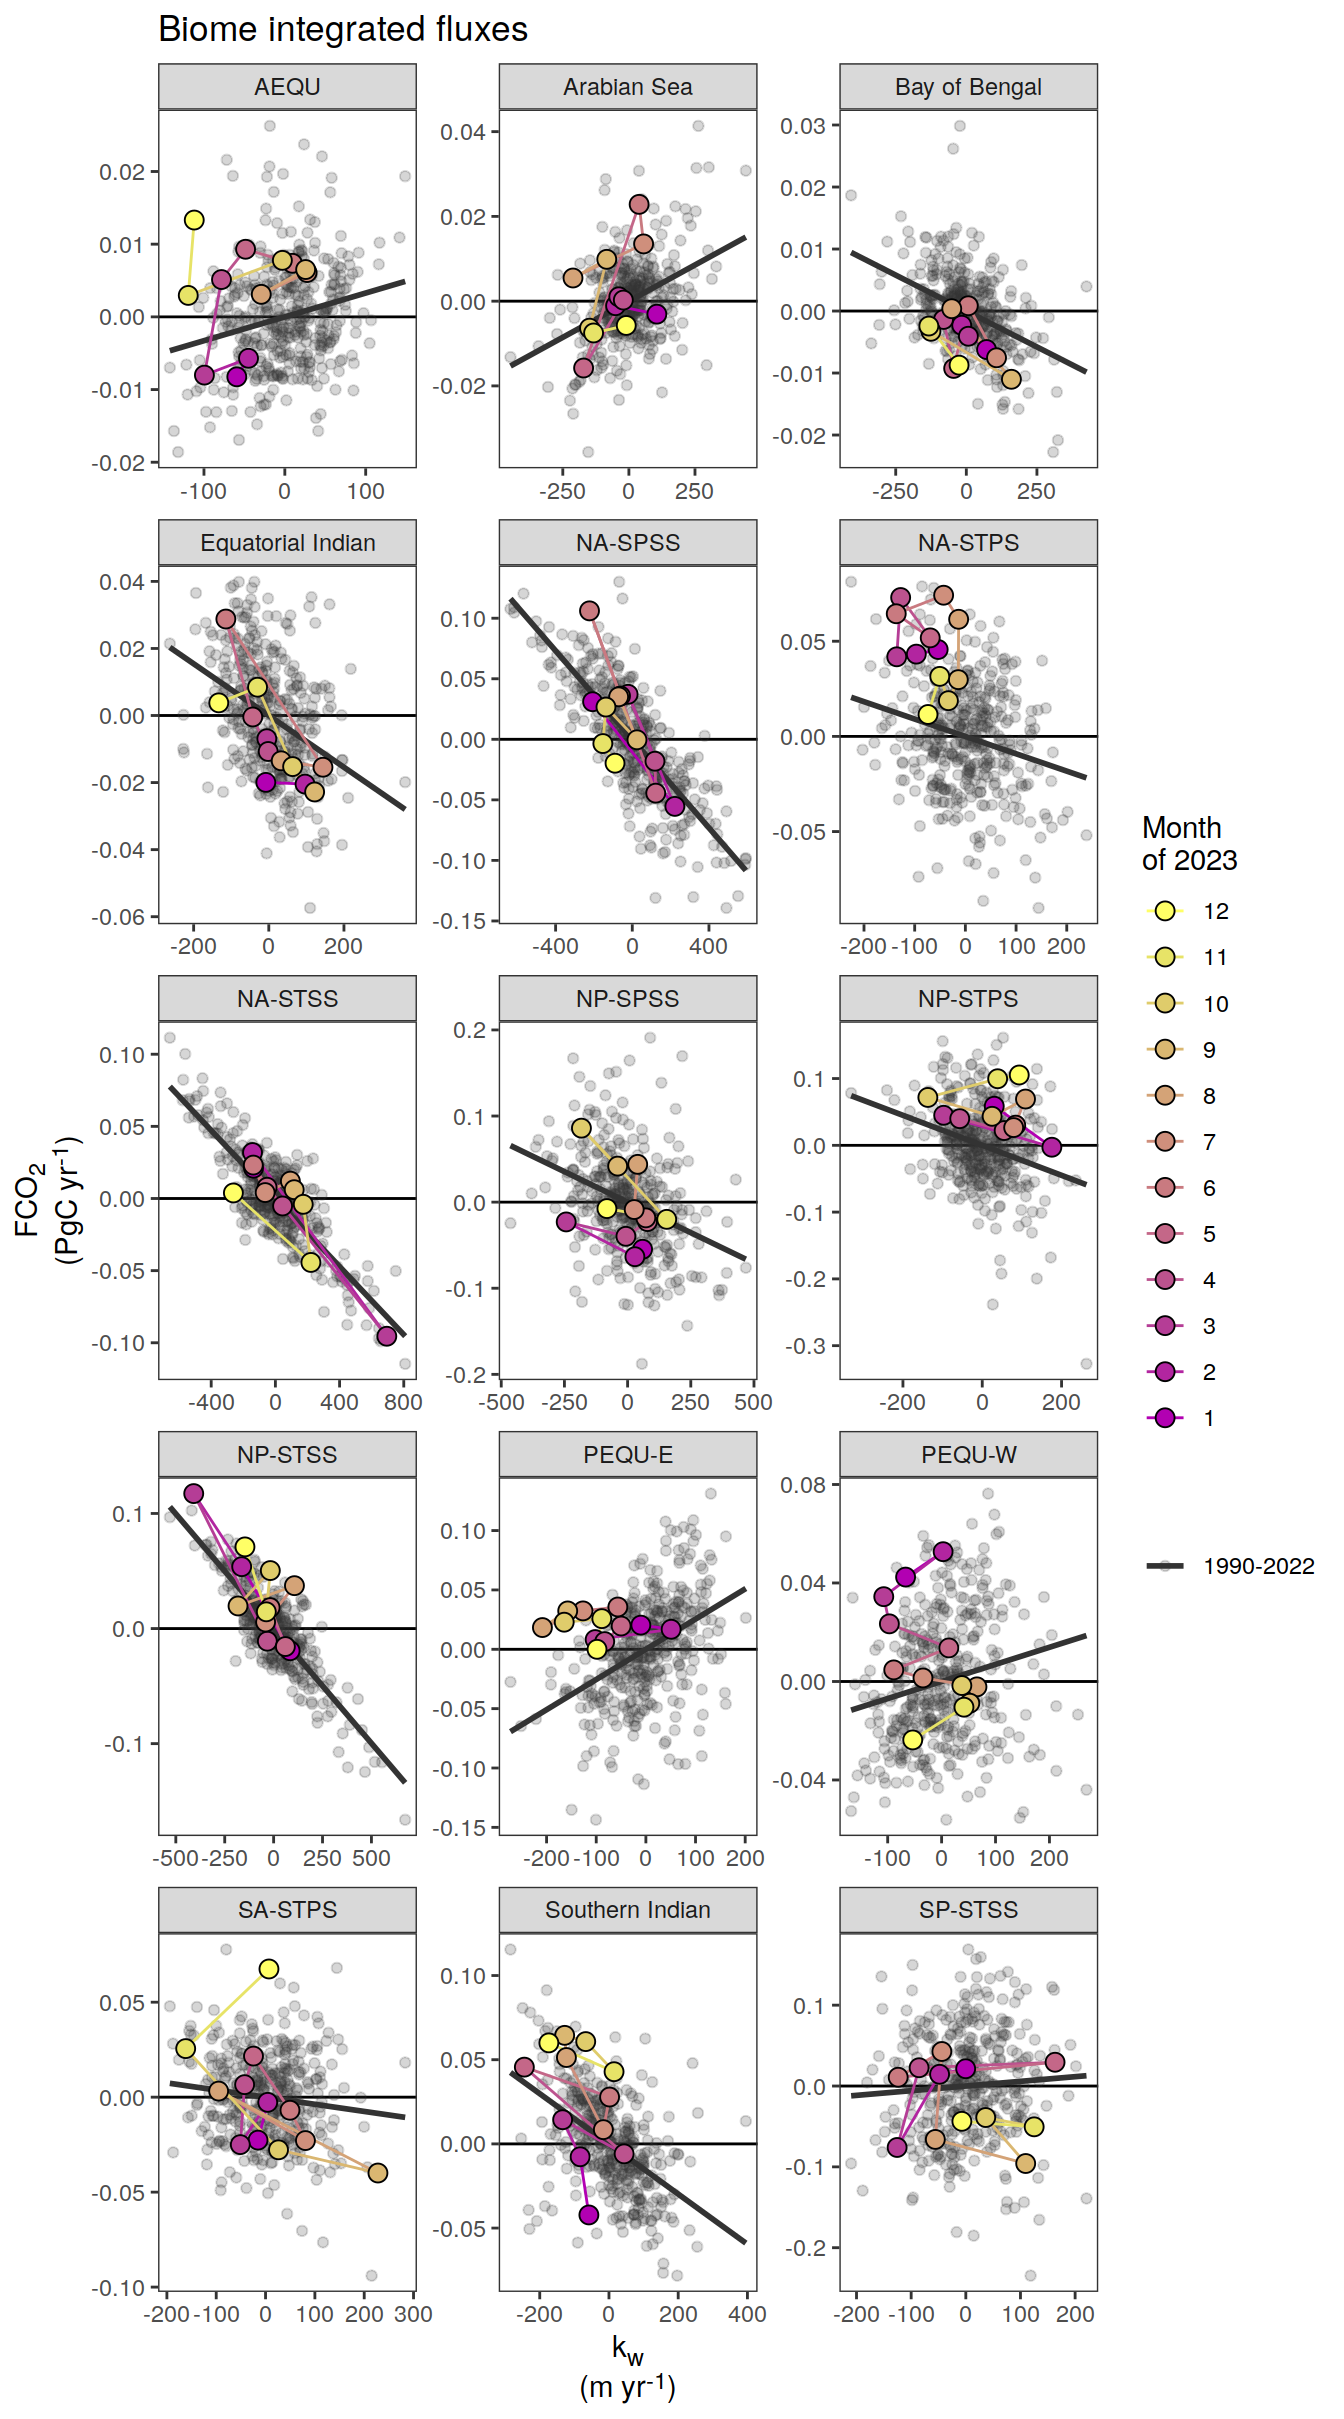 Biome integrated fluxes
AEQU
Arabian Sea
Bay of Bengal
0.02
0.01
0.00
-0.01
-0.02
-100 0 100
0.04
0.02
0.00
-0.02
-250 0 250
0.03
0.02
0.01
0.00
-0.01
-0.02
-250 0 250
Equatorial Indian
NA-SPSS
NA-STPS
0.04
0.02
0.00
-0.02
-0.04
-0.06
-200 0 200
0.10
0.05
0.00
-0.05
-0.10
-0.15
-400 0 400
0.05
0.00
-0.05
-200 -100 0 100 200
NA-STSS
NP-SPSS
NP-STPS
0.10
0.05
0.00
-0.05
-0.10
-400 0 400 800
0.2
0.1
0.0
-0.1
-0.2
-500 -250 0 250 500
0.1
0.0
-0.1
-0.2
-0.3
-200 0 200
NP-STSS
PEQU-E
PEQU-W
0.1
0.0
-0.1
-500 -250 0 250 500
0.10
0.05
0.00
-0.05
-0.10
-0.15
-200 -100 0 100 200
0.08
0.04
0.00
-0.04
-100 0 100 200
SA-STPS
Southern Indian
SP-STSS
0.05
0.00
-0.05
-0.10
-200 -100 0 100 200 300
0.10
0.05
0.00
-0.05
-200 0 200 400
0.1
0.0
-0.1
-0.2
-200 -100 0 100 200
FCO₂
(PgC yr⁻¹)
k_w
(m yr⁻¹)
Month
of 2023
12
11
10
9
8
7
6
5
4
3
2
1
1990-2022